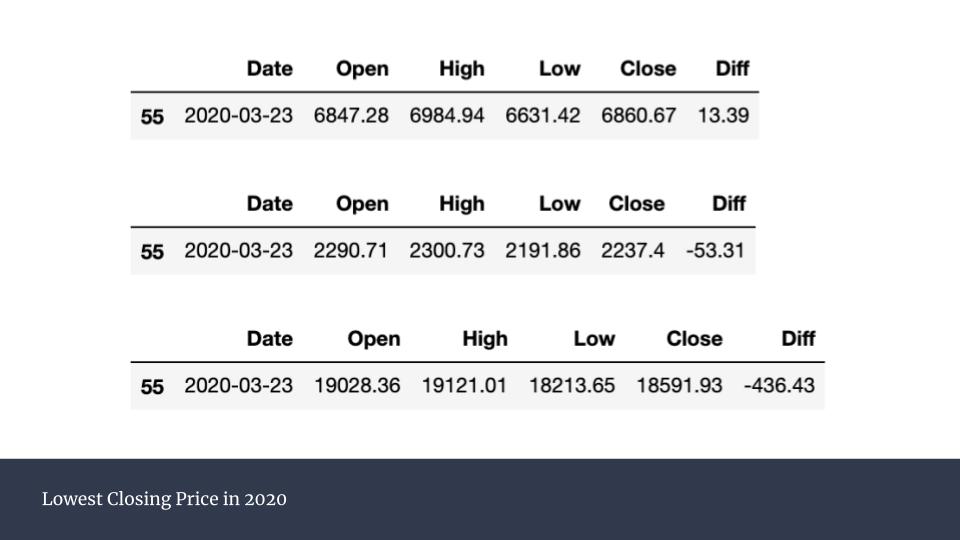 Date Open High Low Close Diff
55 2020-03-23 6847.28 6984.94 6631.42 6860.67 13.39
Date Open High Low Close Diff
55 2020-03-23 2290.71 2300.73 2191.86 2237.4 -53.31
Date Open High Low Close Diff
55 2020-03-23 19028.36 19121.01 18213.65 18591.93 -436.43
Lowest Closing Price in 2020